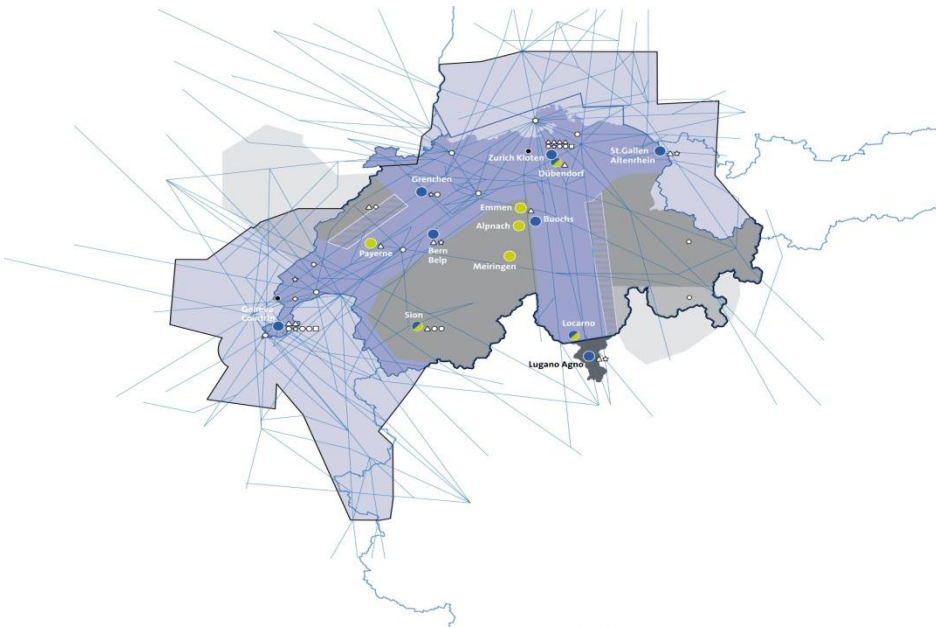 Zurich Kloten
St.Gallen
Altenrhein
Dübendorf
Grenchen
Emmen
Buochs
Alpnach
Bern
Belp
Payerne
Meiringen
Geneva
Cointrin
Sion
Locarno
Lugano Agno